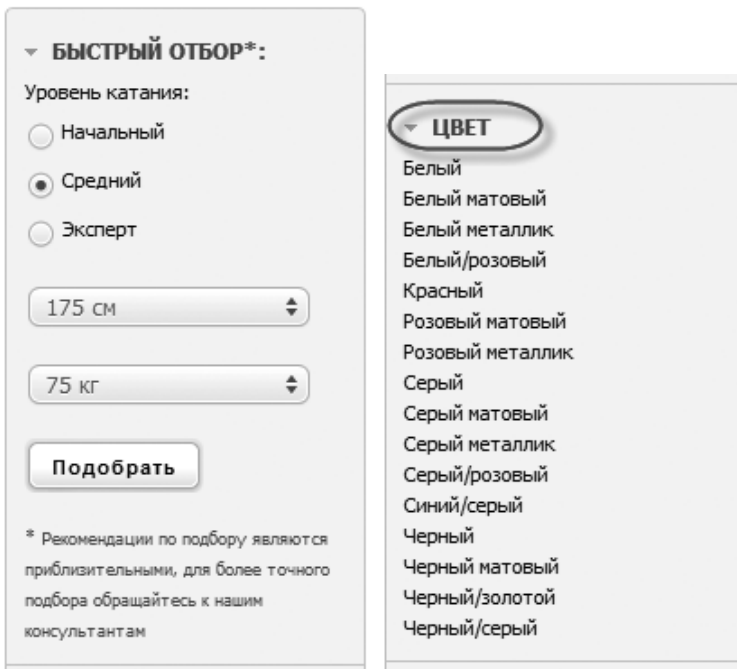 БЫСТРЫЙ ОТБОР*:
Уровень катания:
Начальный
Средний
Эксперт
175 см
75 кг
Подобрать
* Рекомендации по подбору являются
приблизительными, для более точного
подбора обращайтесь к нашим
консультантам
ЦВЕТ
Белый
Белый матовый
Белый металлик
Белый/розовый
Красный
Розовый матовый
Розовый металлик
Серый
Серый матовый
Серый металлик
Серый/розовый
Синий/серый
Черный
Черный матовый
Черный/золотой
Черный/серый